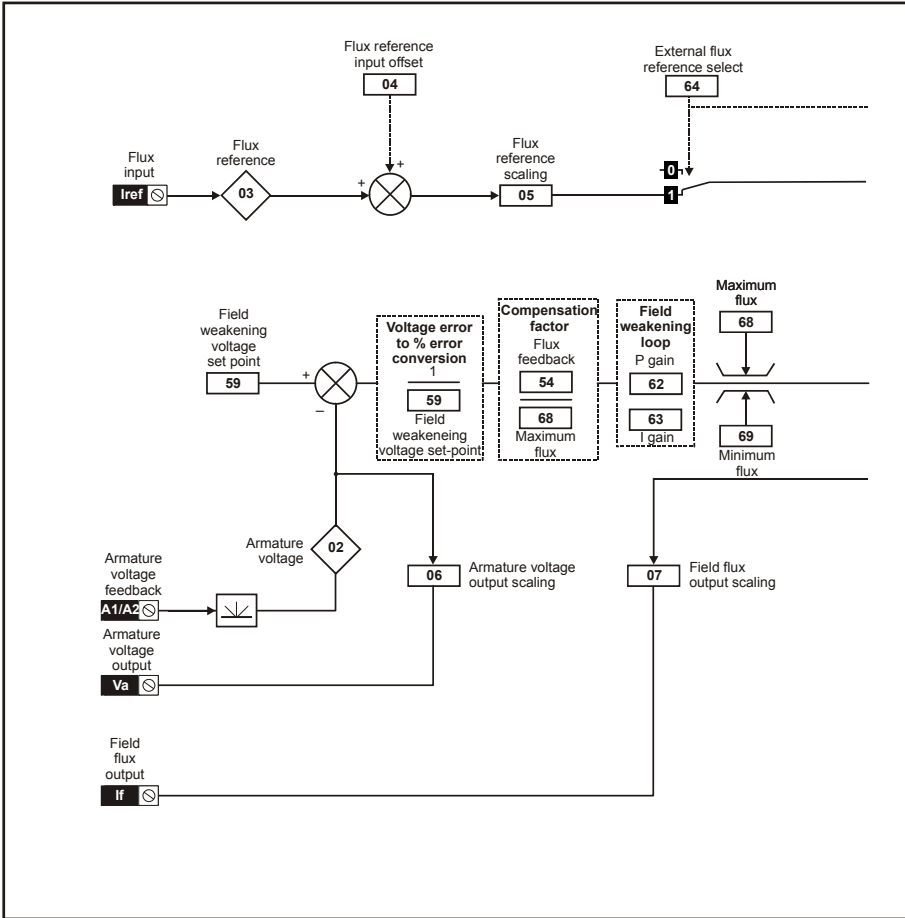 Flux reference
input offset
04
External flux
reference select
64
Flux
input
Iref
Flux
reference
03
+
+
Flux
reference
scaling
05
0
1
Field
weakening
voltage
set point
59
+
–
Voltage error
to % error
conversion
1
59
Field
weakeneing
voltage set-point
Compensation
factor
Flux
feedback
54
68
Maximum
flux
Field
weakening
loop
P gain
62
63
I gain
Maximum
flux
68
69
Minimum
flux
Armature
voltage
02
Armature
voltage
feedback
A1/A2
06
Armature voltage
output scaling
07
Field flux
output scaling
Armature
voltage
output
Va
Field
flux
output
If